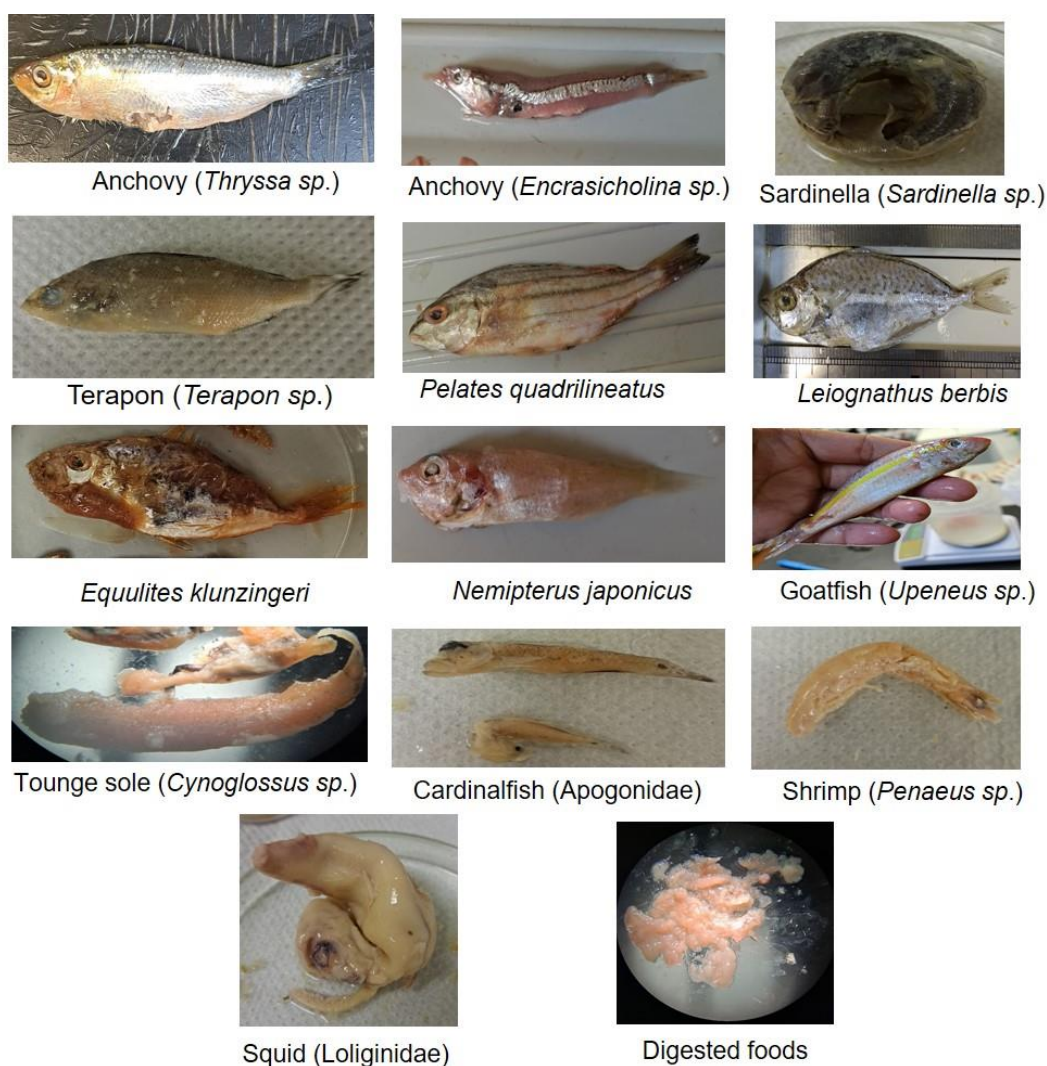 Anchovy (Thryssa sp.)
Anchovy (Encrasicholina sp.)
Sardinella (Sardinella sp.)
Terapon (Terapon sp.)
Pelates quadrilineatus
Leiognathus berbis
Equulites klunzingeri
Nemipterus japonicus
Goatfish (Upeneus sp.)
Tounge sole (Cynoglossus sp.)
Cardinalfish (Apogonidae)
Shrimp (Penaeus sp.)
Squid (Loliginidae)
Digested foods